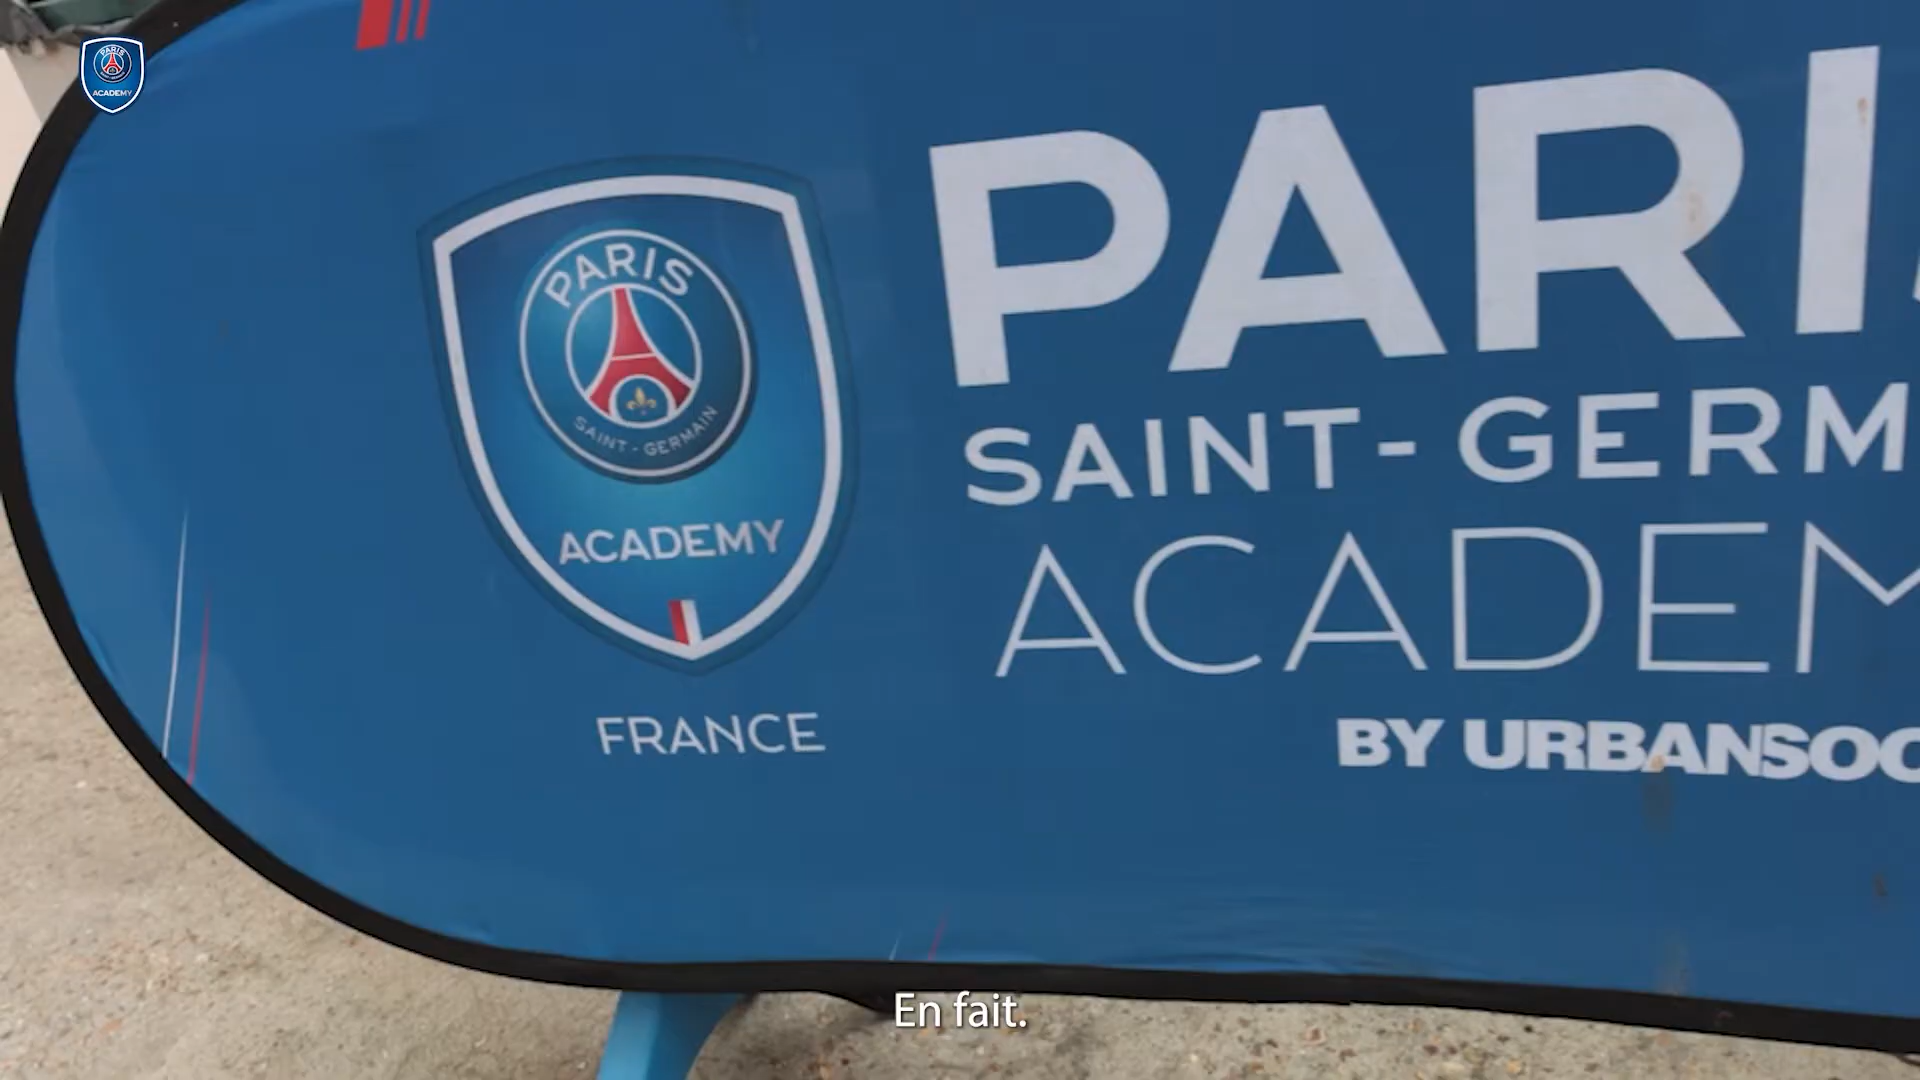 PARIS
ACADEMY
PARIS
SAINT - GERMAIN
ACADEMY
FRANCE
PARI
SAINT-GERM
ACADEM
BY URBANSOC
En fait.